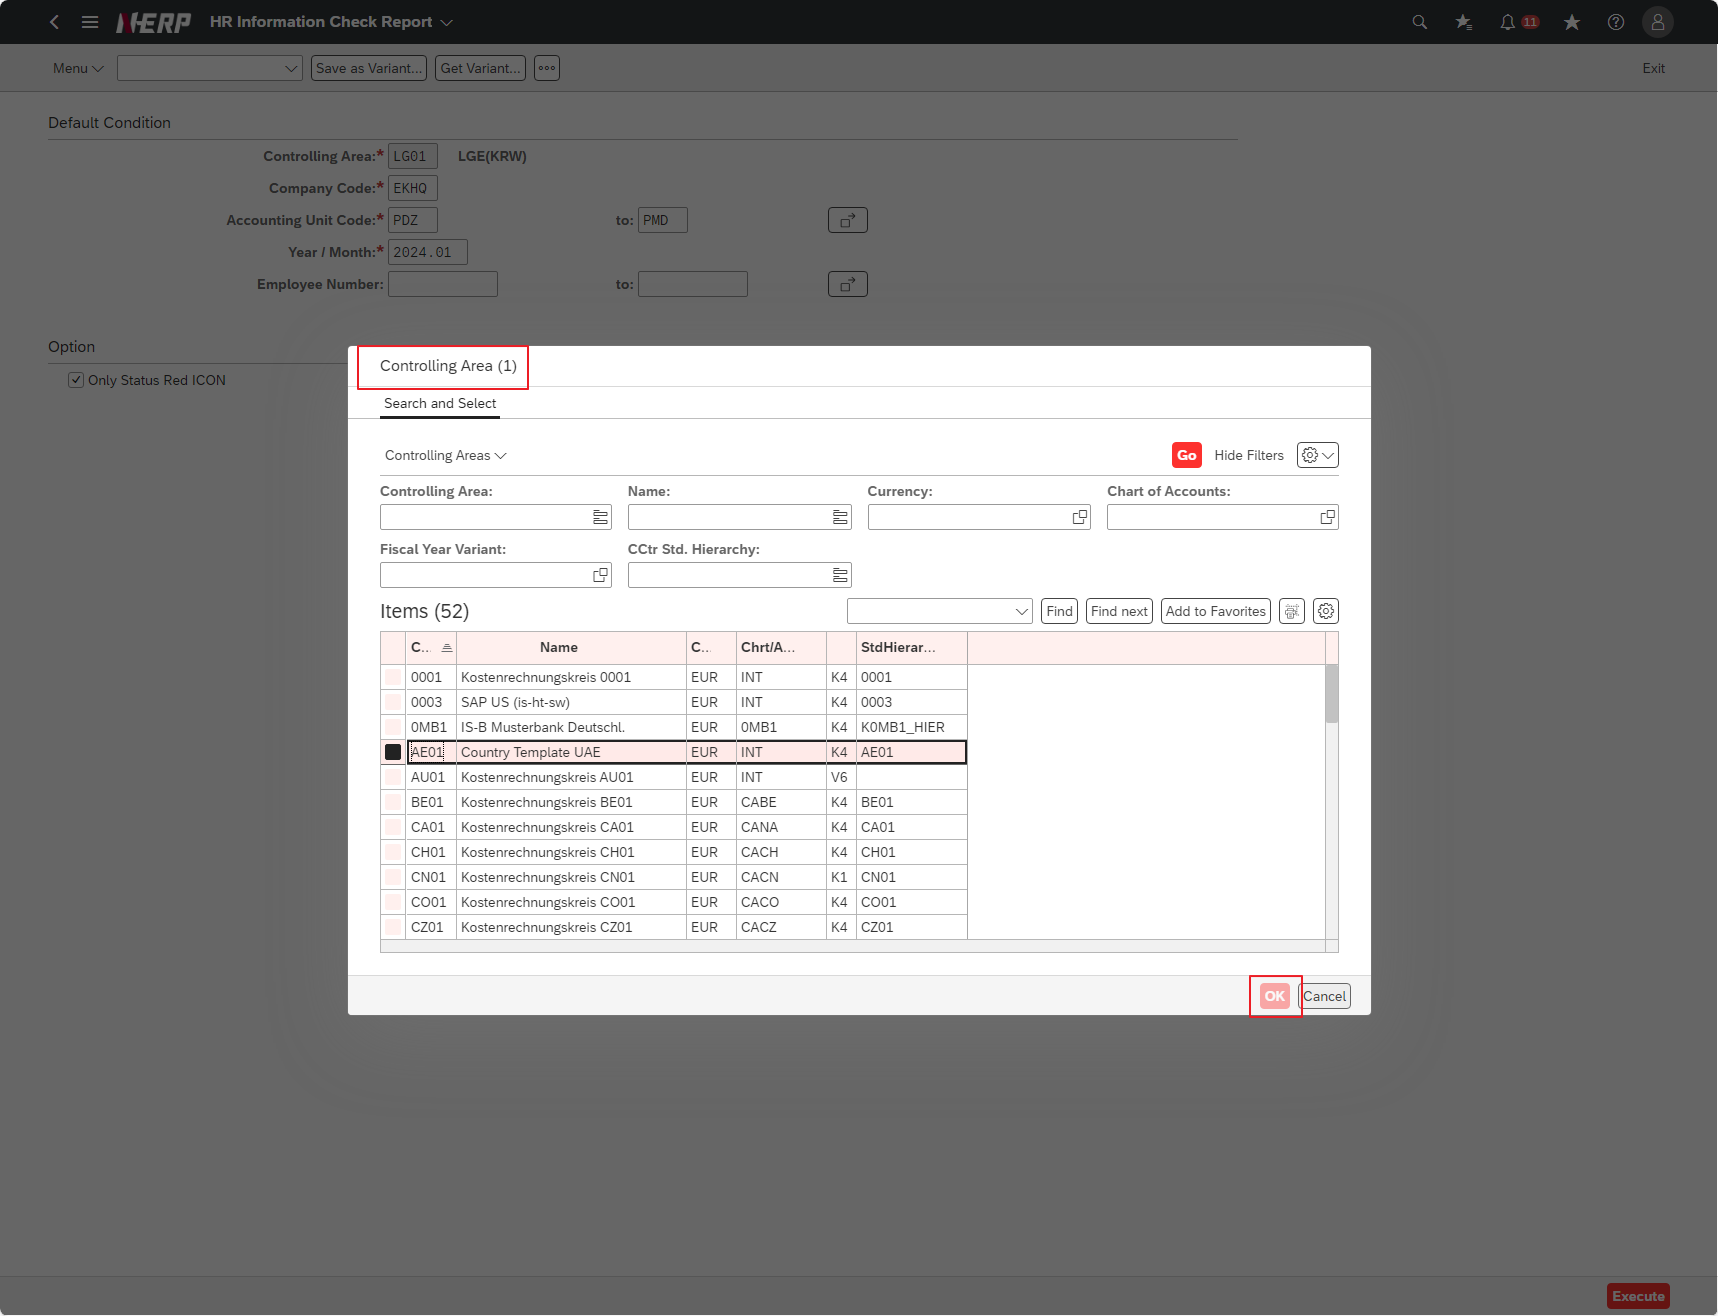 NERP HR Information Check Report 11
Menu Save as Variant... Get Variant... Exit
Default Condition
Controlling Area:* LG01 LGE(KRW)
Company Code:* EKHQ
Accounting Unit Code:* PDZ to: PMD
Year / Month:* 2024.01
Employee Number: to:
Option
Only Status Red ICON
Controlling Area (1)
Search and Select
Controlling Areas Go Hide Filters
Controlling Area: Name: Currency: Chart of Accounts:
Fiscal Year Variant: CCtr Std. Hierarchy:
Items (52) Find Find next Add to Favorites
C... Name C... Chrt/A... StdHierar...
0001 Kostenrechnungskreis 0001 EUR INT K4 0001
0003 SAP US (is-ht-sw) EUR INT K4 0003
0MB1 IS-B Musterbank Deutschl. EUR 0MB1 K4 K0MB1_HIER
AE01 Country Template UAE EUR INT K4 AE01
AU01 Kostenrechnungskreis AU01 EUR INT V6
BE01 Kostenrechnungskreis BE01 EUR CABE K4 BE01
CA01 Kostenrechnungskreis CA01 EUR CANA K4 CA01
CH01 Kostenrechnungskreis CH01 EUR CACH K4 CH01
CN01 Kostenrechnungskreis CN01 EUR CACN K1 CN01
CO01 Kostenrechnungskreis CO01 EUR CACO K4 CO01
CZ01 Kostenrechnungskreis CZ01 EUR CACZ K4 CZ01
OK Cancel
Execute